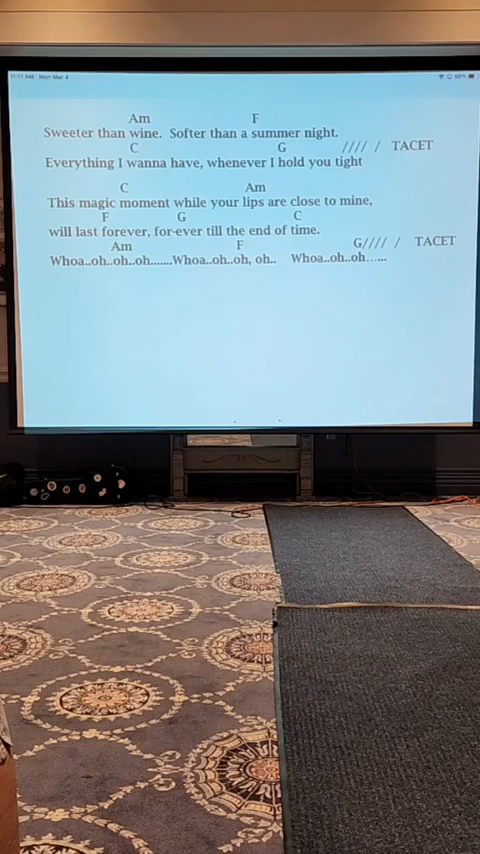 11:11 AM Mon Mar 4
88%
Am F
Sweeter than wine. Softer than a summer night.
C G //// / TACET
Everything I wanna have, whenever I hold you tight
C Am
This magic moment while your lips are close to mine,
F G C
will last forever, for-ever till the end of time.
Am F G//// / TACET
Whoa..oh..oh..oh.......Whoa..oh..oh, oh.. Whoa..oh..oh......